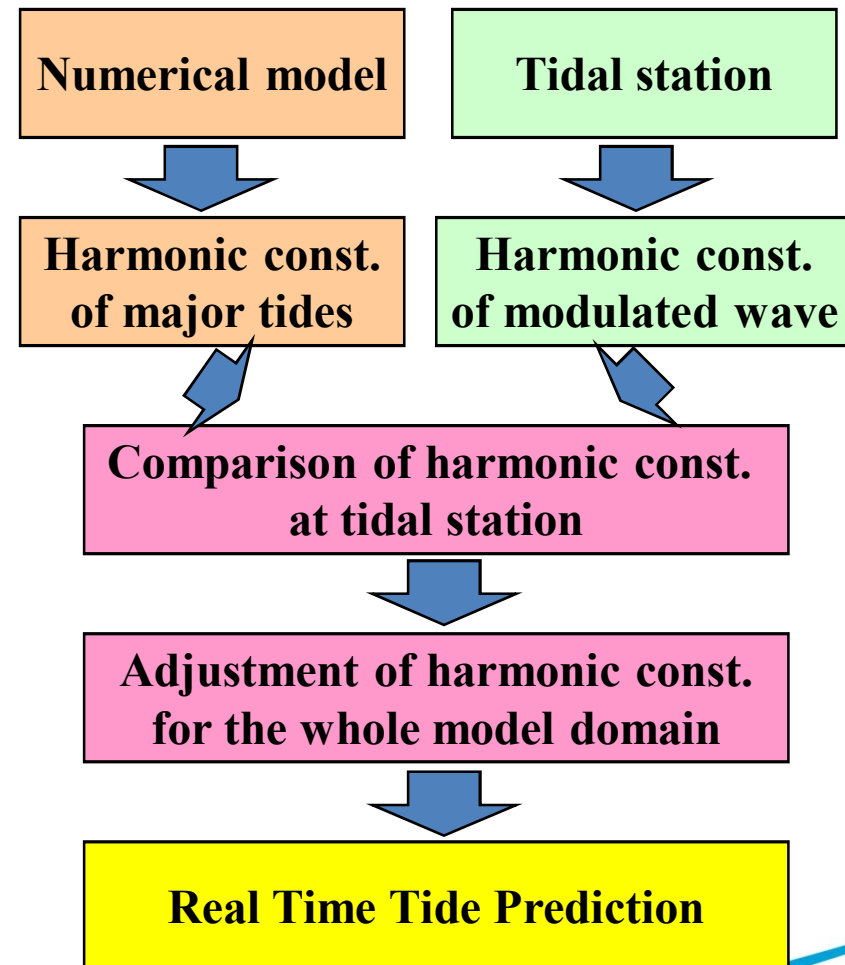 Numerical model
Tidal station
Harmonic const.
of major tides
Harmonic const.
of modulated wave
Comparison of harmonic const.
at tidal station
Adjustment of harmonic const.
for the whole model domain
Real Time Tide Prediction